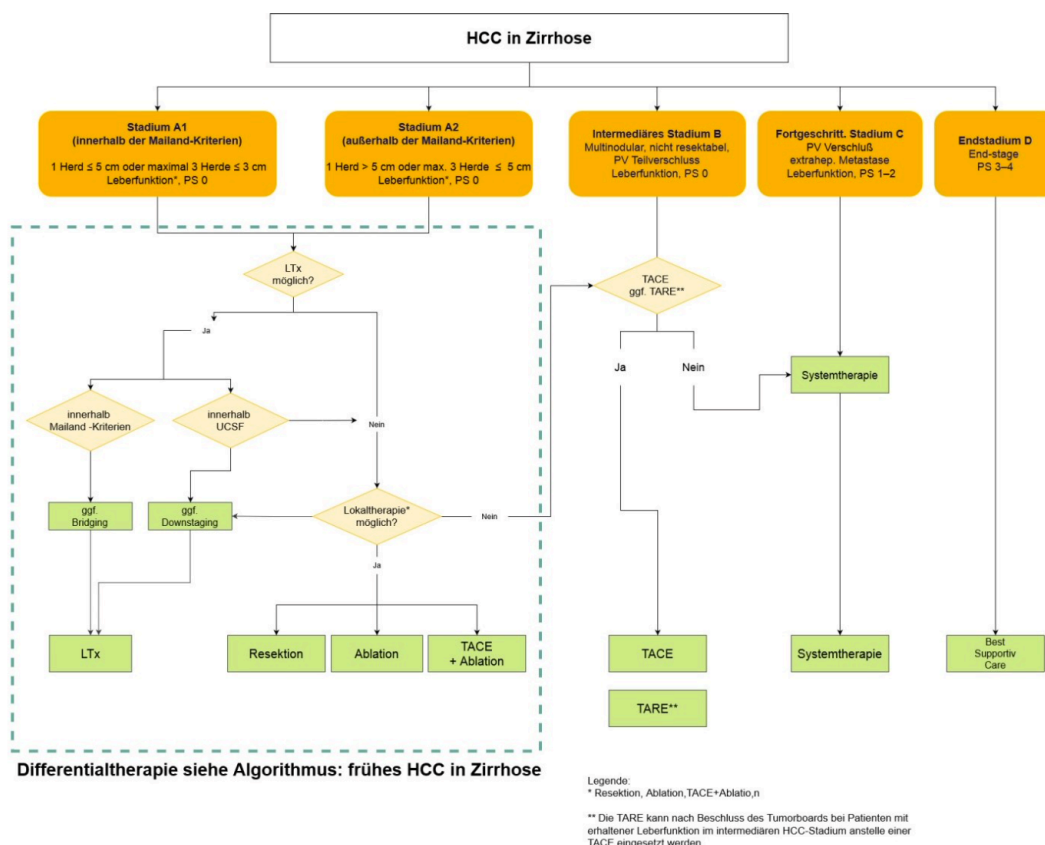 HCC in Zirrhose
Stadium A1
(innerhalb der Mailand-Kriterien)
1 Herd ≤ 5 cm oder maximal 3 Herde ≤ 3 cm
Leberfunktion*, PS 0
Stadium A2
(außerhalb der Mailand-Kriterien)
1 Herd > 5 cm oder max. 3 Herde ≤ 5 cm
Leberfunktion*, PS 0
Intermediäres Stadium B
Multinodular, nicht resektabel,
PV Teilverschluss
Leberfunktion, PS 0
Fortgeschritt. Stadium C
PV Verschluß
extrahep. Metastase
Leberfunktion, PS 1–2
Endstadium D
End-stage
PS 3–4
LTx
möglich?
TACE
ggf. TARE**
Ja
Ja
Nein
Systemtherapie
innerhalb
Mailand -Kriterien
innerhalb
UCSF
Nein
ggf.
Bridging
ggf.
Downstaging
Lokaltherapie*
möglich?
Nein
Ja
LTx
Resektion
Ablation
TACE
+ Ablation
TACE
Systemtherapie
Best
Supportiv
Care
TARE**
Differentialtherapie siehe Algorithmus: frühes HCC in Zirrhose
Legende:
* Resektion, Ablation,TACE+Ablatio,n
** Die TARE kann nach Beschluss des Tumorboards bei Patienten mit
erhaltener Leberfunktion im intermediären HCC-Stadium anstelle einer
TACE eingesetzt werden